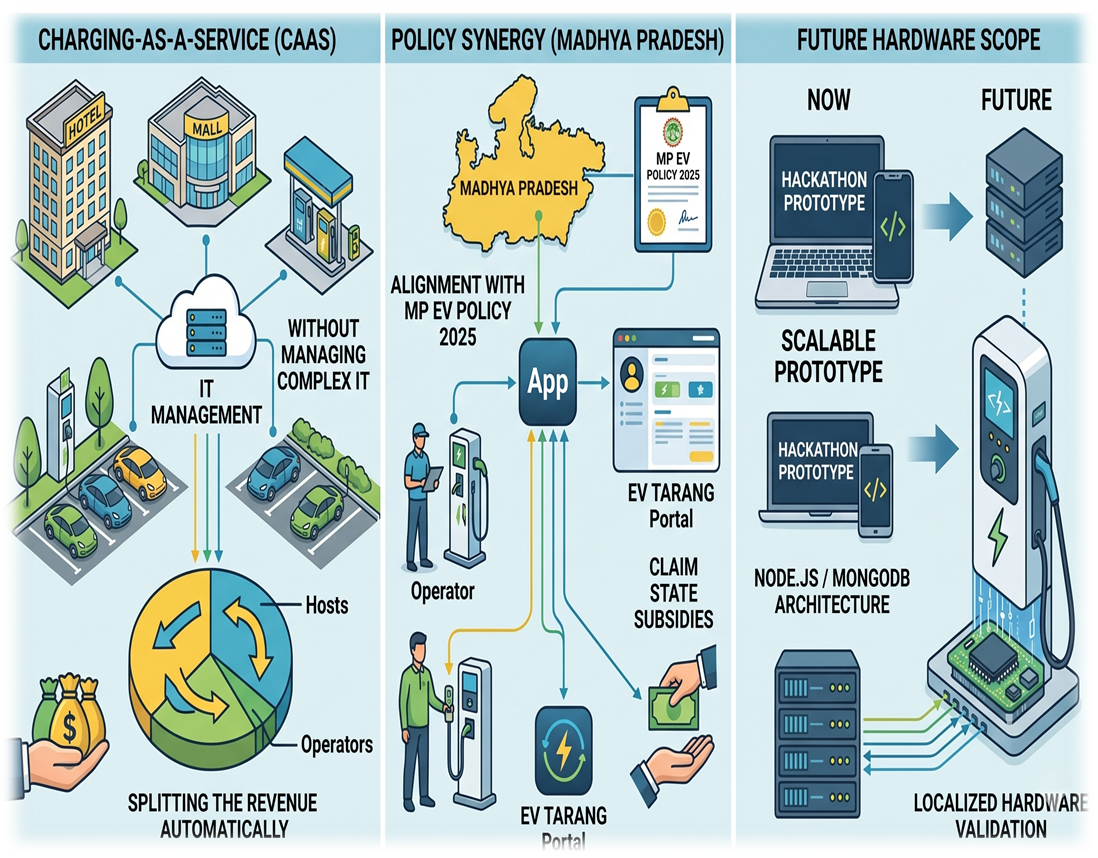 CHARGING-AS-A-SERVICE (CAAS)
HOTEL
MALL
WITHOUT
MANAGING
COMPLEX IT
IT
MANAGEMENT
Hosts
Operators
$
SPLITTING THE REVENUE
AUTOMATICALLY
POLICY SYNERGY (MADHYA PRADESH)
MADHYA PRADESH
MP EV
POLICY 2025
ALIGNMENT WITH
MP EV POLICY
2025
App
EV TARANG
Portal
Operator
CLAIM
STATE
SUBSIDIES
EV TARANG
Portal
FUTURE HARDWARE SCOPE
NOW
FUTURE
HACKATHON
PROTOTYPE
</>
SCALABLE
PROTOTYPE
HACKATHON
PROTOTYPE
</>
NODE.JS / MONGODB
ARCHITECTURE
LOCALIZED HARDWARE
VALIDATION